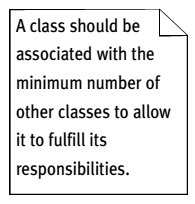 A class should be
associated with the
minimum number of
other classes to allow
it to fulfill its
responsibilities.